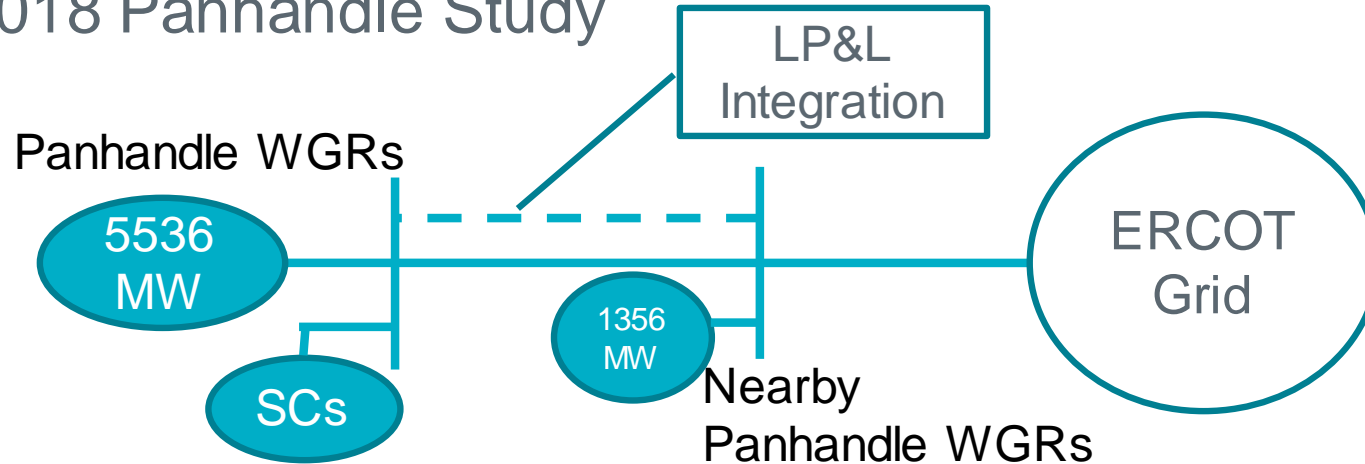 018 Panhandle Study
LP&L
Integration
Panhandle WGRs
5536
MW
ERCOT
Grid
1356
MW
SCs
Nearby
Panhandle WGRs